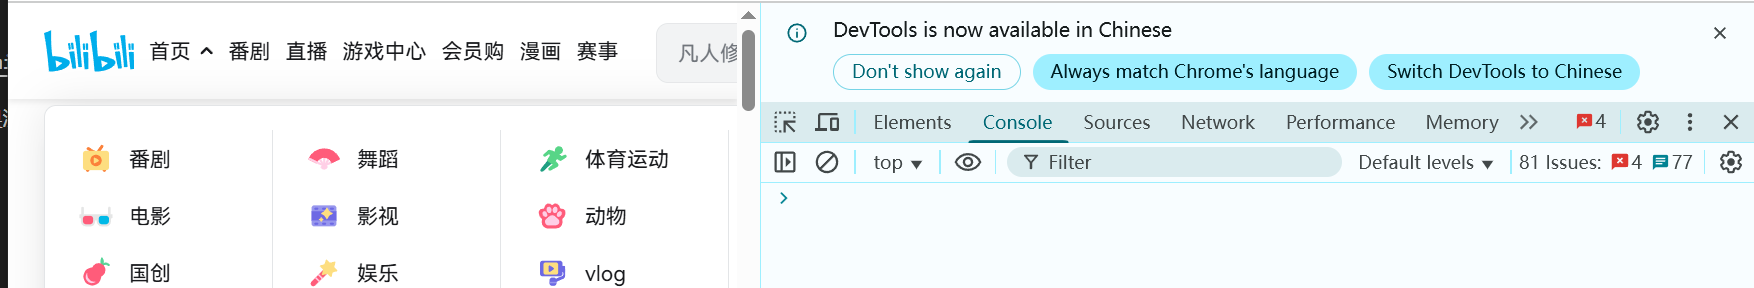 bilibili 首页 番剧 直播 游戏中心 会员购 漫画 赛事 凡人修
番剧 舞蹈 体育运动
电影 影视 动物
国创 娱乐 vlog
DevTools is now available in Chinese
Don't show again Always match Chrome's language Switch DevTools to Chinese
Elements Console Sources Network Performance Memory 4
top Filter Default levels 81 Issues: 4 77